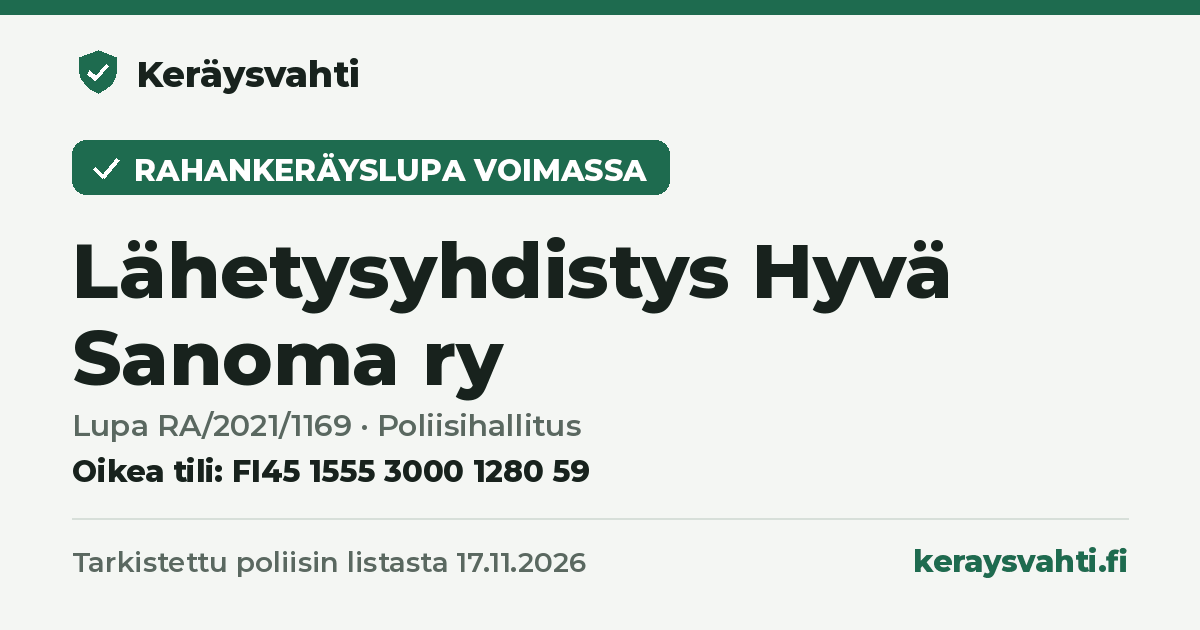 Keräysvahti
RAHANKERÄYSLUPA VOIMASSA
Lähetysyhdistys Hyvä
Sanoma ry
Lupa RA/2021/1169 · Poliisihallitus
Oikea tili: FI45 1555 3000 1280 59
Tarkistettu poliisin listasta 17.11.2026
keraysvahti.fi